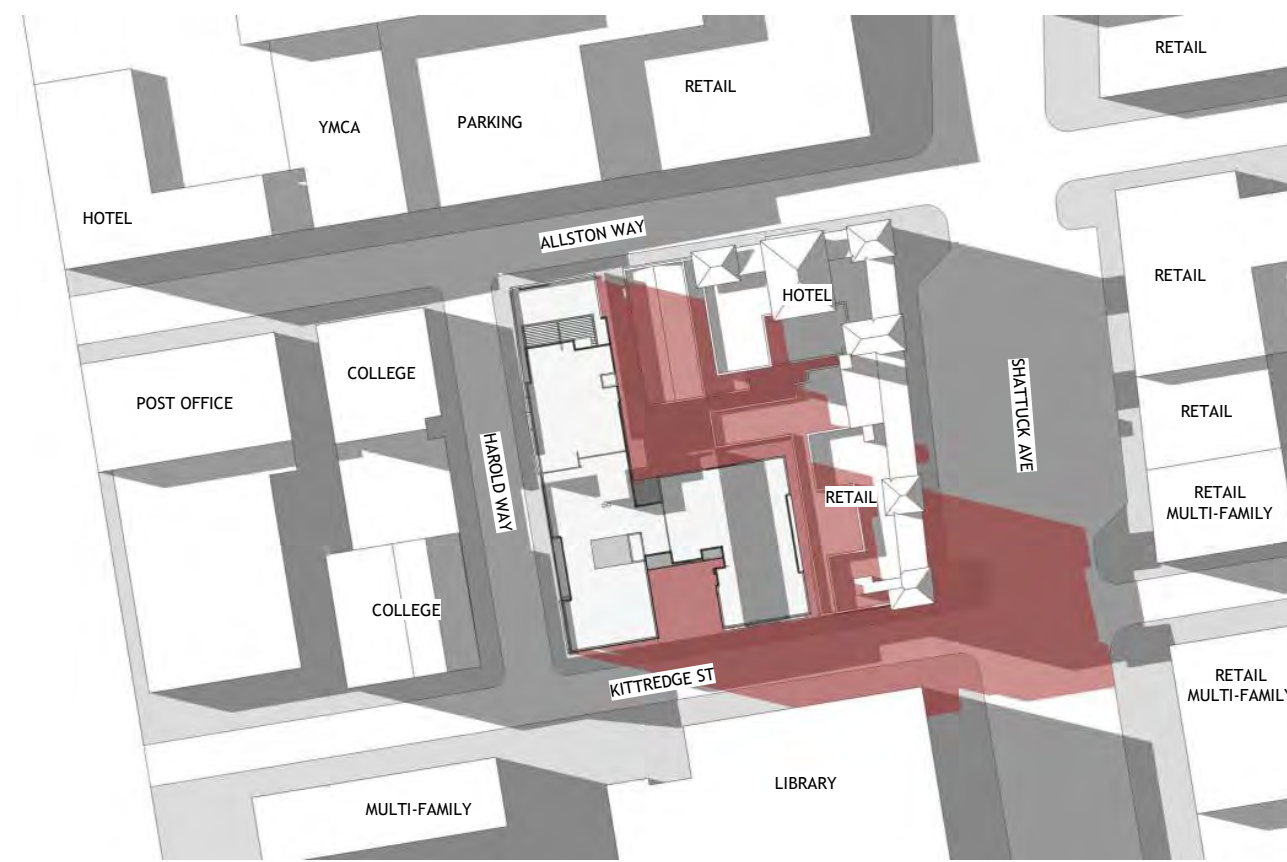 RETAIL
RETAIL
YMCA
PARKING
HOTEL
ALLSTON WAY
RETAIL
HOTEL
COLLEGE
POST OFFICE
SHATTUCK AVE
RETAIL
HAROLD WAY
RETAIL
RETAIL
MULTI-FAMILY
COLLEGE
KITTREDGE ST
RETAIL
MULTI-FAMILY
LIBRARY
MULTI-FAMILY